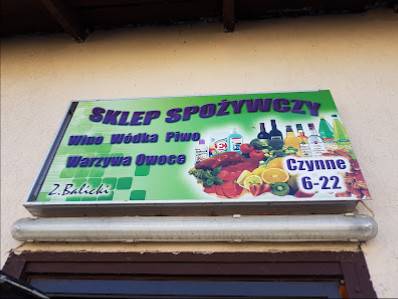 SKLEP SPOŻYWCZY
Wino Wódka Piwo
Warzywa Owoce
Czynne
6-22
Z. Balicki